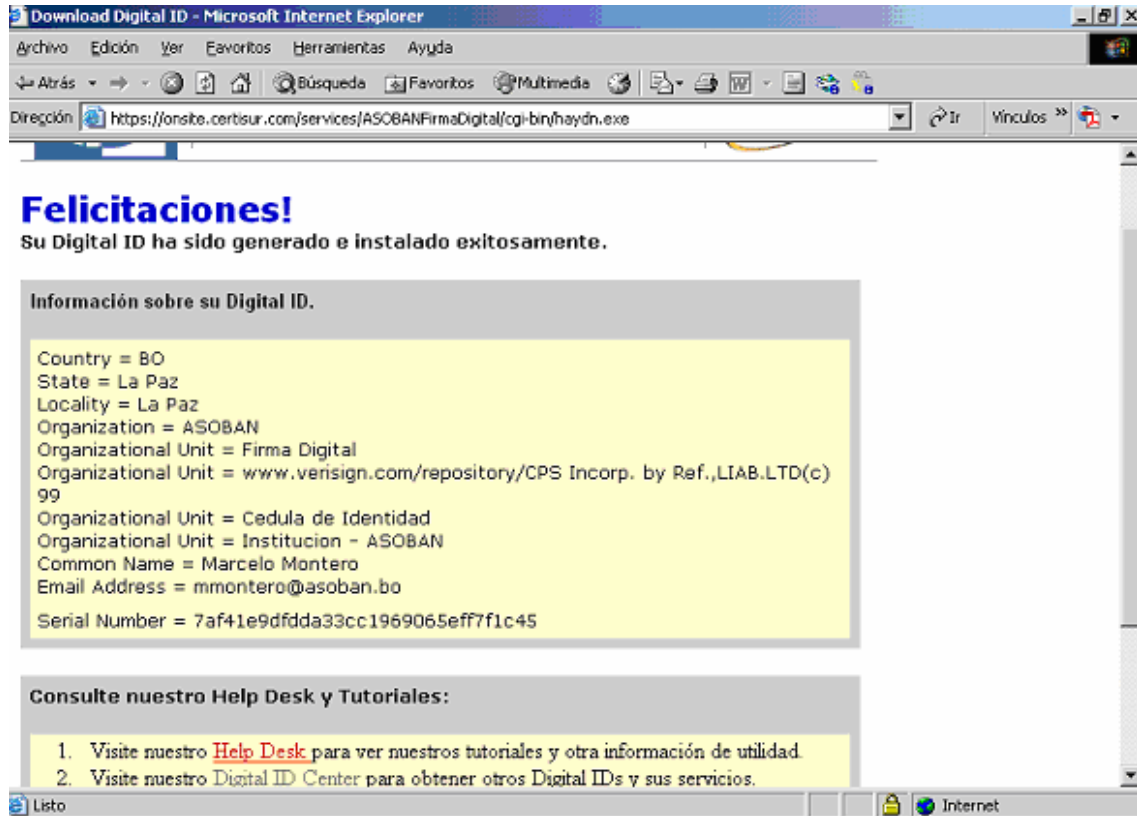 Download Digital ID - Microsoft Internet Explorer
Archivo Edición Ver Favoritos Herramientas Ayuda
Atrás Búsqueda Favoritos Multimedia
Dirección https://onsite.certisur.com/services/ASOBANFirmaDigital/cgi-bin/haydn.exe Ir Vínculos »
Felicitaciones!
Su Digital ID ha sido generado e instalado exitosamente.
Información sobre su Digital ID.
Country = BO
State = La Paz
Locality = La Paz
Organization = ASOBAN
Organizational Unit = Firma Digital
Organizational Unit = www.verisign.com/repository/CPS Incorp. by Ref.,LIAB.LTD(c)
99
Organizational Unit = Cedula de Identidad
Organizational Unit = Institucion - ASOBAN
Common Name = Marcelo Montero
Email Address = mmontero@asoban.bo
Serial Number = 7af41e9dfdda33cc1969065eff7f1c45
Consulte nuestro Help Desk y Tutoriales:
1. Visite nuestro Help Desk para ver nuestros tutoriales y otra información de utilidad.
2. Visite nuestro Digital ID Center para obtener otros Digital IDs y sus servicios.
Listo Internet